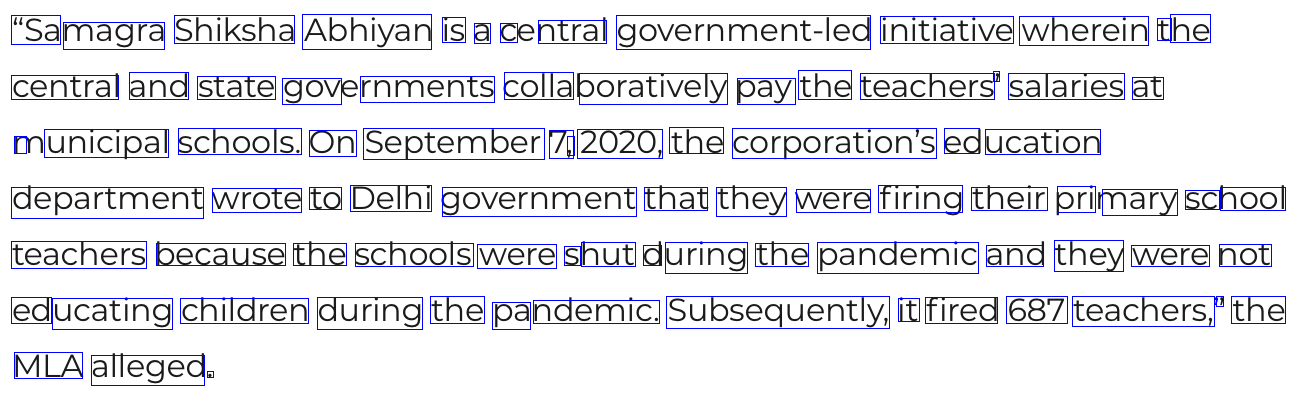 “Samagra Shiksha Abhiyan is a central government-led initiative wherein the
central and state governments collaboratively pay the teachers’ salaries at
municipal schools. On September 7, 2020, the corporation’s education
department wrote to Delhi government that they were firing their primary school
teachers because the schools were shut during the pandemic and they were not
educating children during the pandemic. Subsequently, it fired 687 teachers,” the
MLA alleged.